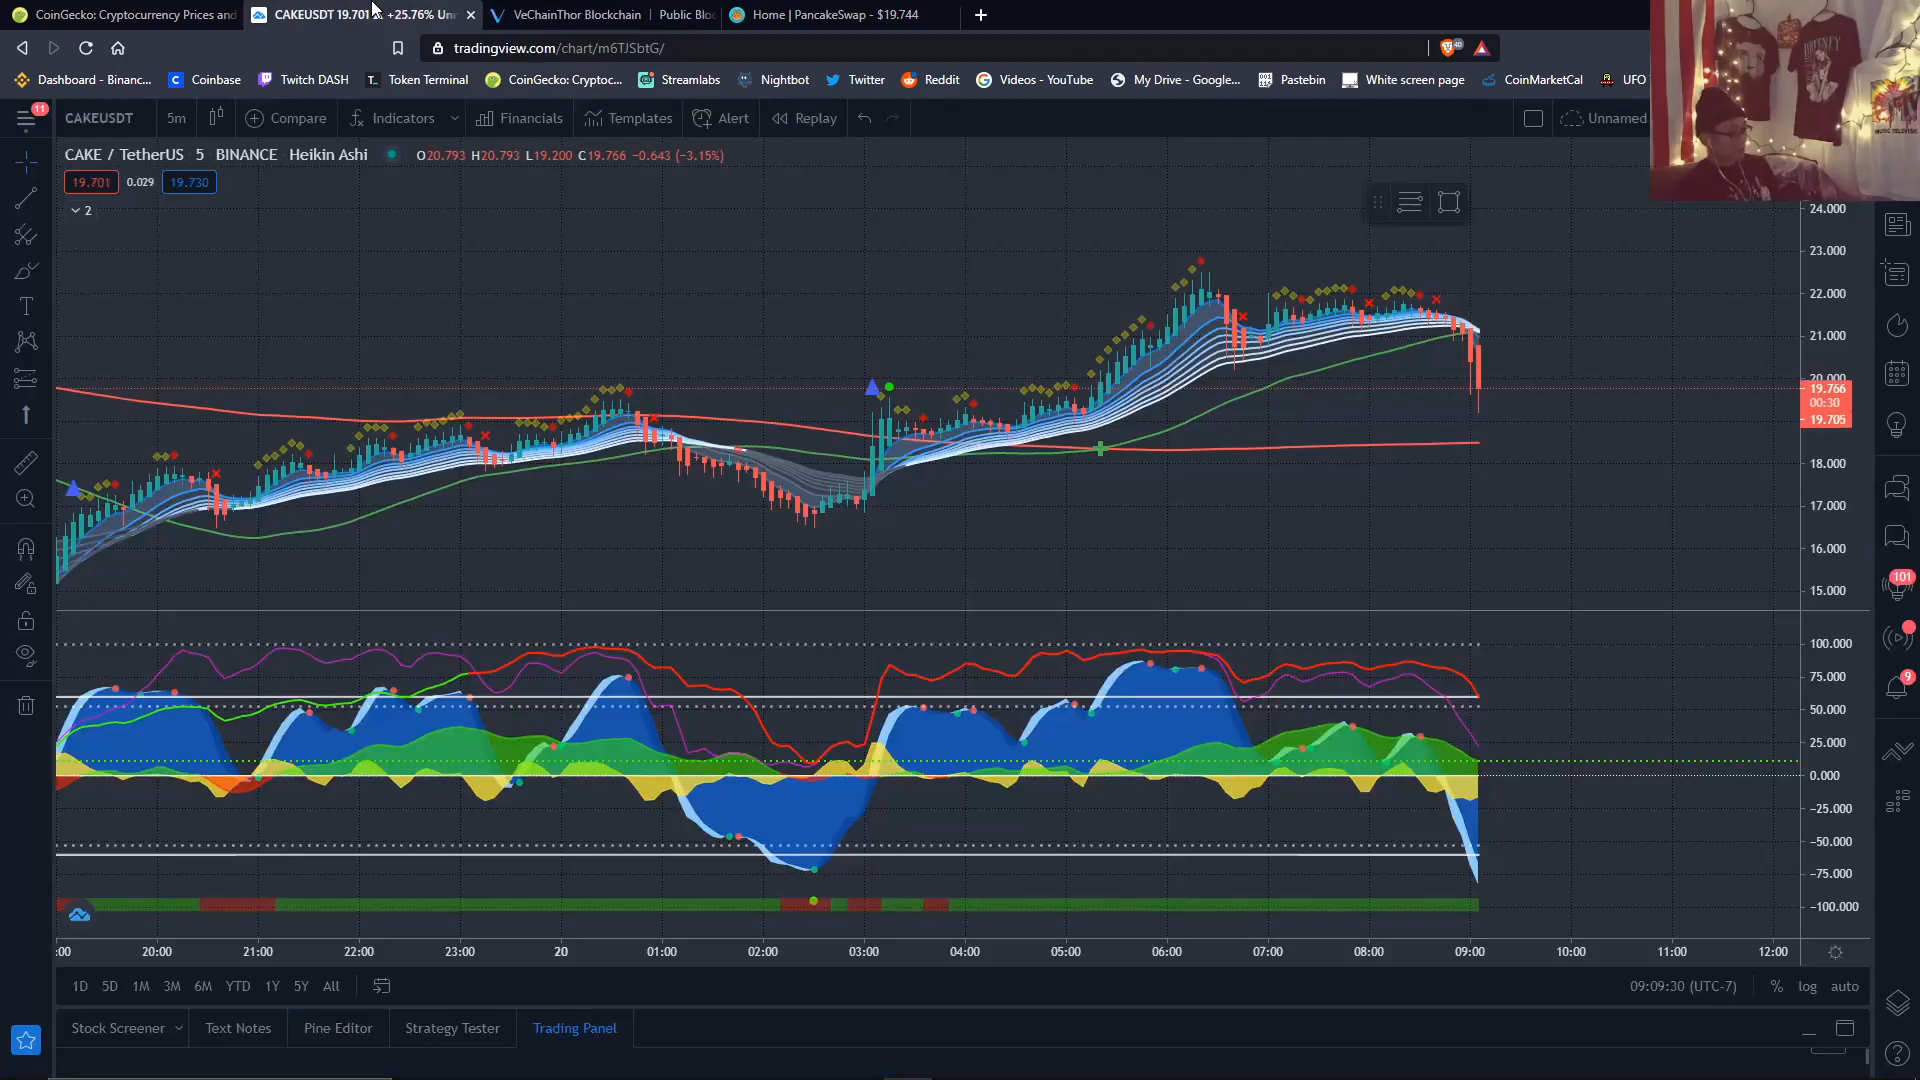 CoinGecko: Cryptocurrency Prices and
CAKEUSDT 19.701 +25.76% Unn
VeChainThor Blockchain | Public Bloc
Home | PancakeSwap - $19.744
tradingview.com/chart/m6TJSbtG/
40
Dashboard - Binanc...
Coinbase
Twitch DASH
Token Terminal
CoinGecko: Cryptoc...
Streamlabs
Nightbot
Twitter
Reddit
Videos - YouTube
My Drive - Google...
Pastebin
White screen page
CoinMarketCal
UFO
11
CAKEUSDT
5m
Compare
Indicators
Financials
Templates
Alert
Replay
Unnamed
CAKE / TetherUS 5 BINANCE Heikin Ashi
O20.793 H20.793 L19.200 C19.766 −0.643 (−3.15%)
19.701
0.029
19.730
2
24.000
23.000
22.000
21.000
20.000
19.766
00:30
19.705
18.000
17.000
16.000
15.000
100.000
75.000
50.000
25.000
0.000
−25.000
−50.000
−75.000
−100.000
101
9
:00 20:00 21:00 22:00 23:00 20 01:00 02:00 03:00 04:00 05:00 06:00 07:00 08:00 09:00 10:00 11:00 12:00
1D 5D 1M 3M 6M YTD 1Y 5Y All
09:09:30 (UTC-7)
% log auto
Stock Screener
Text Notes
Pine Editor
Strategy Tester
Trading Panel